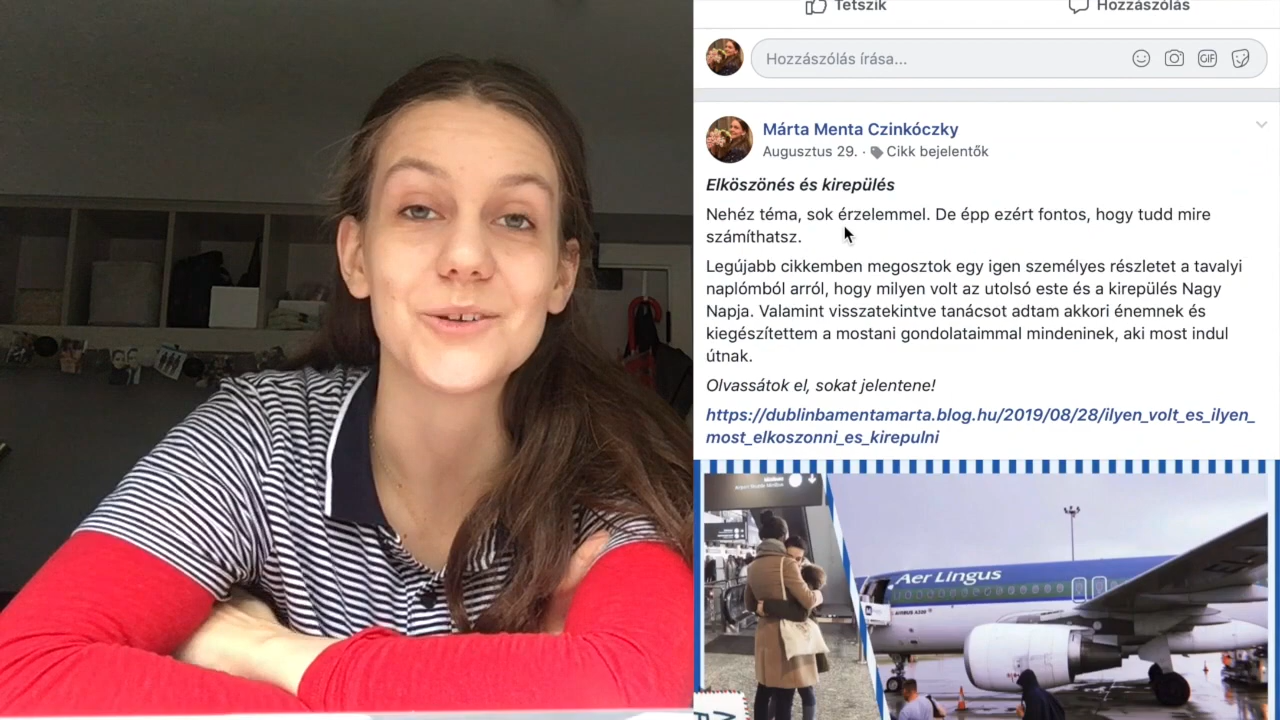 Tetszik
Hozzászólás
Hozzászólás írása...
GIF
Márta Menta Czinkóczky
Augusztus 29. · Cikk bejelentők
Elköszönés és kirepülés
Nehéz téma, sok érzelemmel. De épp ezért fontos, hogy tudd mire
számíthatsz.
Legújabb cikkemben megosztok egy igen személyes részletet a tavalyi
naplómból arról, hogy milyen volt az utolsó este és a kirepülés Nagy
Napja. Valamint visszatekintve tanácsot adtam akkori énemnek és
kiegészítettem a mostani gondolataimmal mindeninek, aki most indul
útnak.
Olvassátok el, sokat jelentene!
https://dublinbamentamarta.blog.hu/2019/08/28/ilyen_volt_es_ilyen_
most_elkoszonni_es_kirepulni
Aer Lingus